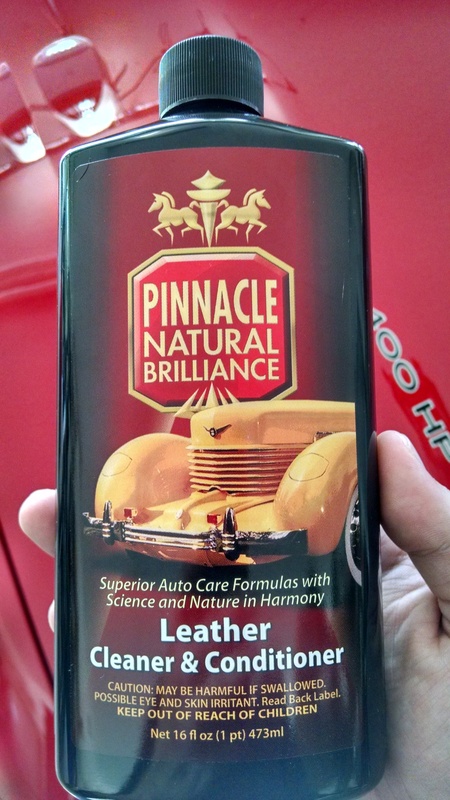 PINNACLE
NATURAL
BRILLIANCE
400 HP
Superior Auto Care Formulas with
Science and Nature in Harmony
Leather
Cleaner & Conditioner
CAUTION: MAY BE HARMFUL IF SWALLOWED.
POSSIBLE EYE AND SKIN IRRITANT. Read Back Label.
KEEP OUT OF REACH OF CHILDREN
Net 16 fl oz (1 pt) 473ml